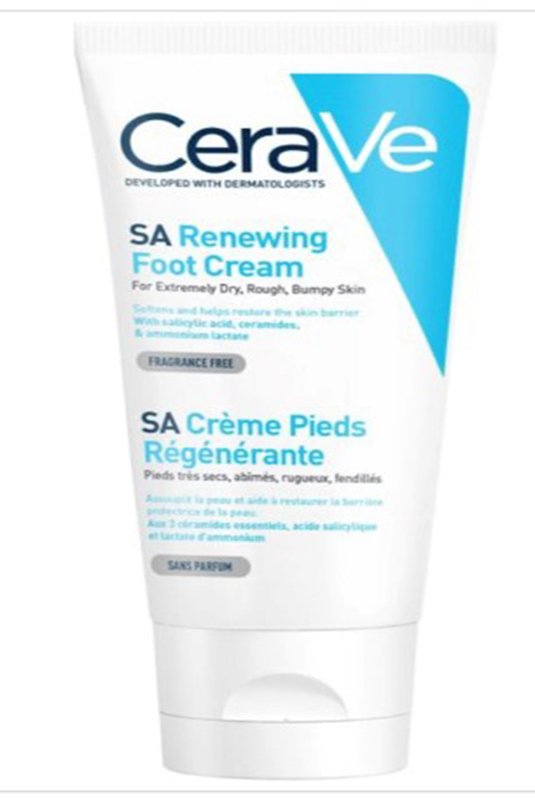 CeraVe
DEVELOPED WITH DERMATOLOGISTS
SA Renewing
Foot Cream
For Extremely Dry, Rough, Bumpy Skin
Softens and helps restore the skin barrier
With salicylic acid, ceramides,
& ammonium lactate
FRAGRANCE FREE
SA Crème Pieds
Régénérante
Pieds très secs, abîmés, rugueux, fendillés
Assouplit la peau et aide à restaurer la barrière
protectrice de la peau.
Aux 3 céramides essentiels, acide salicylique
et lactate d'ammonium
SANS PARFUM